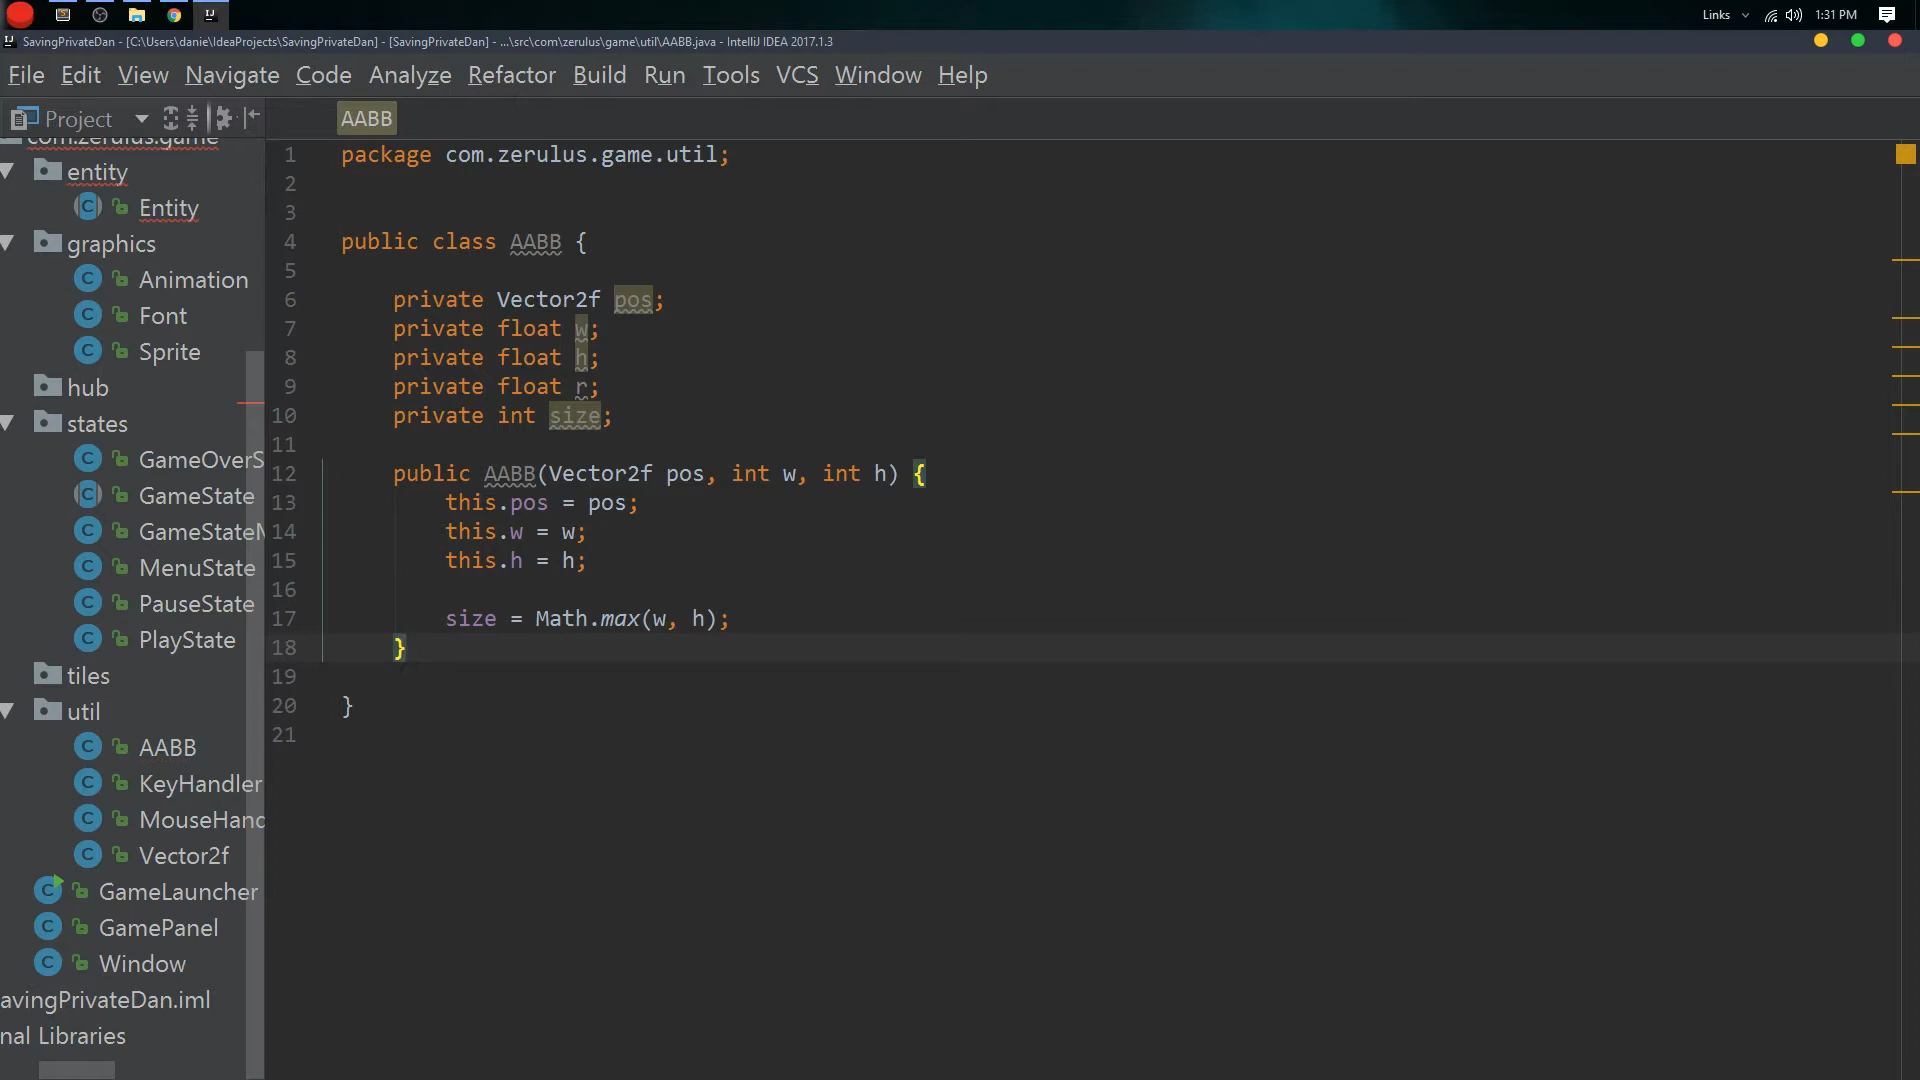 Links
1:31 PM
SavingPrivateDan - [C:\Users\danie\IdeaProjects\SavingPrivateDan] - [SavingPrivateDan] - ...\src\com\zerulus\game\util\AABB.java - IntelliJ IDEA 2017.1.3
File Edit View Navigate Code Analyze Refactor Build Run Tools VCS Window Help
Project
com.zerulus.game
entity
Entity
graphics
Animation
Font
Sprite
hub
states
GameOverS
GameState
GameStateM
MenuState
PauseState
PlayState
tiles
util
AABB
KeyHandler
MouseHand
Vector2f
GameLauncher
GamePanel
Window
avingPrivateDan.iml
nal Libraries
AABB
1 package com.zerulus.game.util;
2
3
4 public class AABB {
5
6 private Vector2f pos;
7 private float w;
8 private float h;
9 private float r;
10 private int size;
11
12 public AABB(Vector2f pos, int w, int h) {
13 this.pos = pos;
14 this.w = w;
15 this.h = h;
16
17 size = Math.max(w, h);
18 }
19
20 }
21